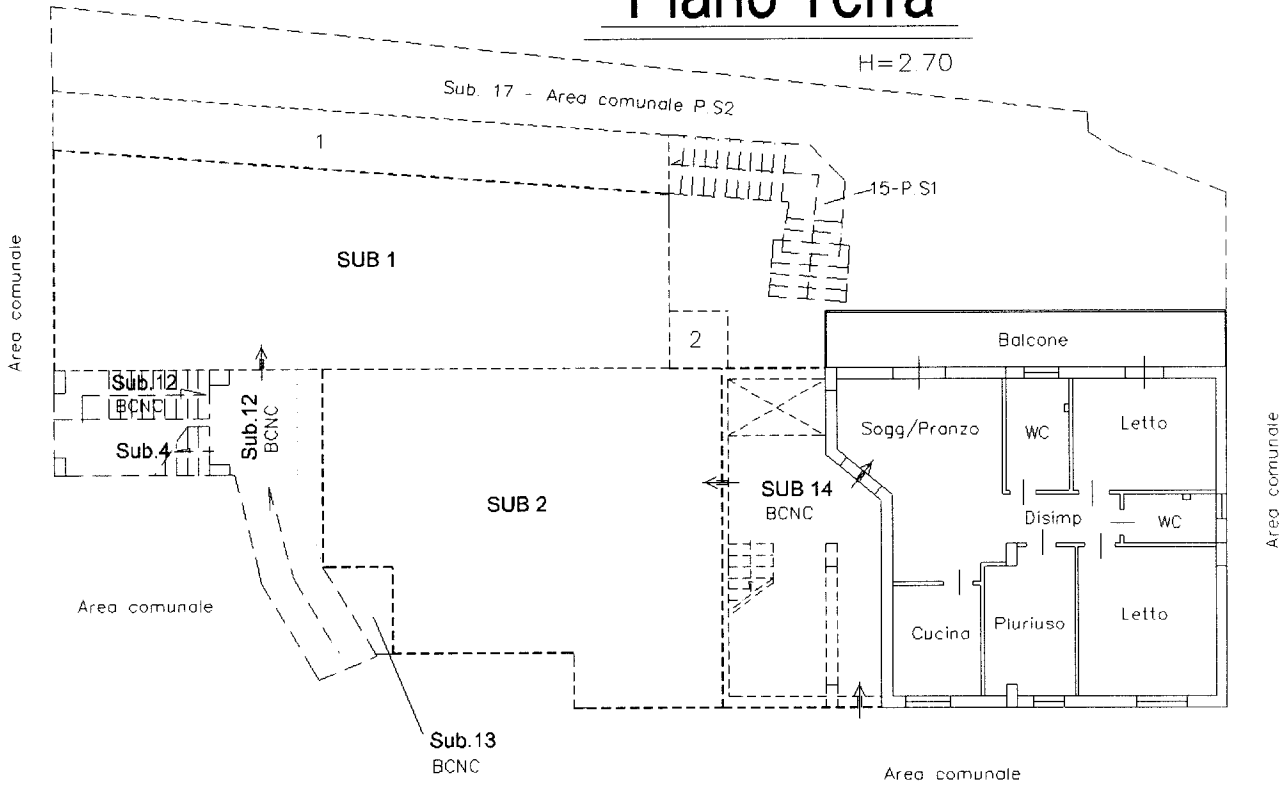 Piano Terra
H=2.70
Sub. 17 - Area comunale P.S2
1
15-P.S1
Area comunale
SUB 1
2
Balcone
Sub.12
BCNC
Sub.12
BCNC
Sub.4
Sogg/Pranzo
WC
Letto
Area comunale
SUB 2
SUB 14
BCNC
Disimp
WC
Area comunale
Cucina
Pluriuso
Letto
Sub.13
BCNC
Area comunale